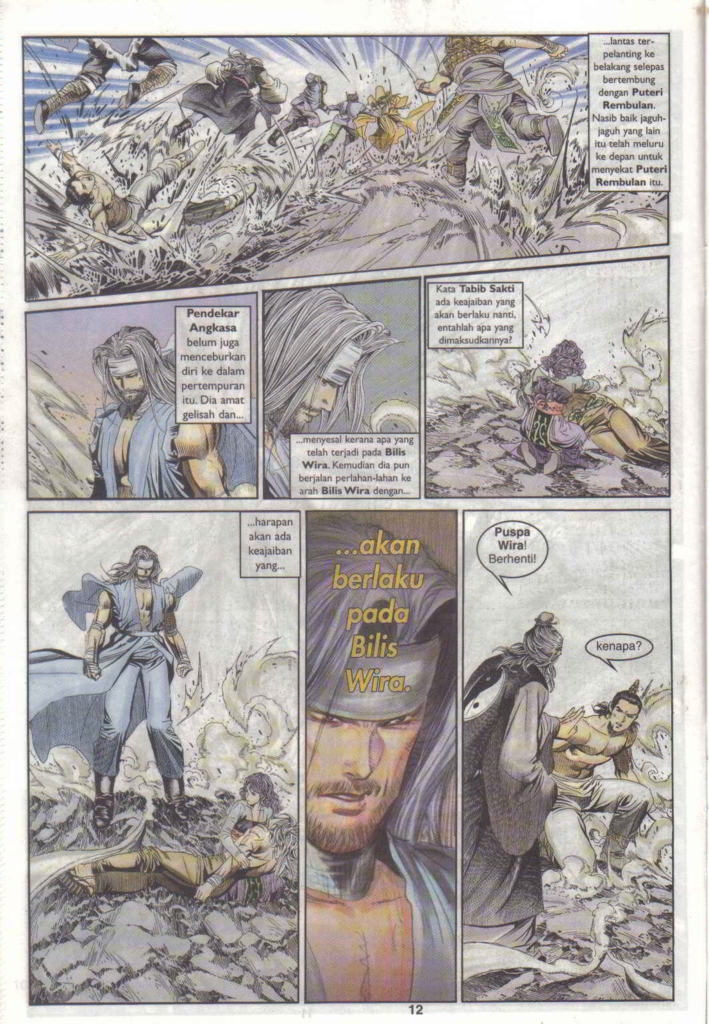 ...lantas ter-
pelanting ke
belakang selepas
bertembung
dengan Puteri
Rembulan.
Nasib baik jaguh-
jaguh yang lain
itu telah meluru
ke depan untuk
menyekat Puteri
Rembulan itu.
Pendekar
Angkasa
belum juga
menceburkan
diri ke dalam
pertempuran
itu. Dia amat
gelisah dan...
...menyesal kerana apa yang
telah terjadi pada Bilis
Wira. Kemudian dia pun
berjalan perlahan-lahan ke
arah Bilis Wira dengan...
Kata Tabib Sakti
ada keajaiban yang
akan berlaku nanti,
entahlah apa yang
dimaksudkannya?
...harapan
akan ada
keajaiban
yang...
...akan
berlaku
pada
Bilis
Wira.
Puspa
Wira!
Berhenti!
kenapa?
12